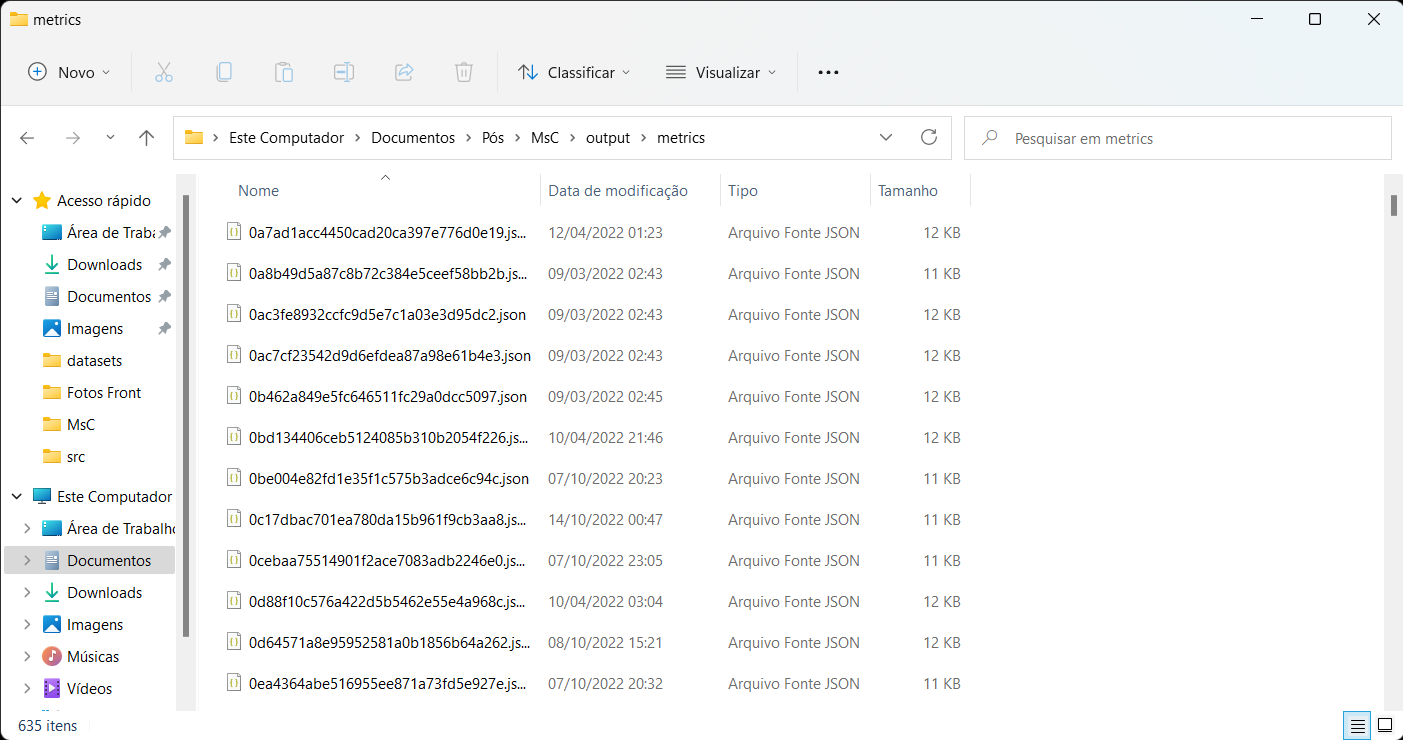 metrics
Novo
Classificar
Visualizar
Este Computador > Documentos > Pós > MsC > output > metrics
Pesquisar em metrics
Acesso rápido
Área de Traba
Downloads
Documentos
Imagens
datasets
Fotos Front
MsC
src
Este Computador
Área de Trabalho
Documentos
Downloads
Imagens
Músicas
Vídeos
Nome Data de modificação Tipo Tamanho
0a7ad1acc4450cad20ca397e776d0e19.js... 12/04/2022 01:23 Arquivo Fonte JSON 12 KB
0a8b49d5a87c8b72c384e5ceef58bb2b.js... 09/03/2022 02:43 Arquivo Fonte JSON 11 KB
0ac3fe8932ccfc9d5e7c1a03e3d95dc2.json 09/03/2022 02:43 Arquivo Fonte JSON 12 KB
0ac7cf23542d9d6efdea87a98e61b4e3.json 09/03/2022 02:43 Arquivo Fonte JSON 12 KB
0b462a849e5fc646511fc29a0dcc5097.json 09/03/2022 02:45 Arquivo Fonte JSON 12 KB
0bd134406ceb5124085b310b2054f226.js... 10/04/2022 21:46 Arquivo Fonte JSON 12 KB
0be004e82fd1e35f1c575b3adce6c94c.json 07/10/2022 20:23 Arquivo Fonte JSON 11 KB
0c17dbac701ea780da15b961f9cb3aa8.js... 14/10/2022 00:47 Arquivo Fonte JSON 11 KB
0cebaa75514901f2ace7083adb2246e0.js... 07/10/2022 23:05 Arquivo Fonte JSON 11 KB
0d88f10c576a422d5b5462e55e4a968c.js... 10/04/2022 03:04 Arquivo Fonte JSON 12 KB
0d64571a8e95952581a0b1856b64a262.js... 08/10/2022 15:21 Arquivo Fonte JSON 12 KB
0ea4364abe516955ee871a73fd5e927e.js... 07/10/2022 20:32 Arquivo Fonte JSON 11 KB
635 itens